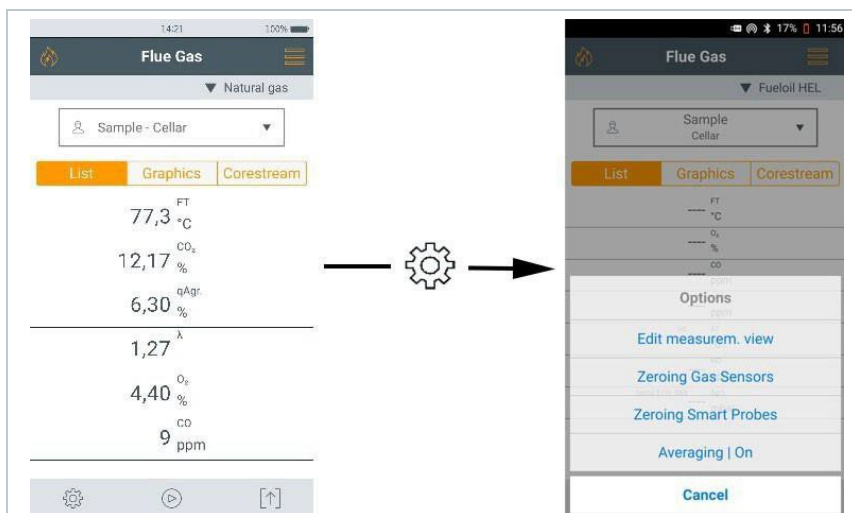 14:21 100%
Flue Gas
▼ Natural gas
Sample - Cellar ▼
List Graphics Corestream
77,3 FT °C
12,17 CO₂ %
6,30 qAgr. %
1,27 λ
4,40 O₂ %
9 CO ppm
17% 11:56
Flue Gas
▼ Fueloil HEL
Sample
Cellar ▼
List Graphics Corestream
---- FT °C
---- O₂ %
---- CO ppm
Options
Edit measurem. view
Zeroing Gas Sensors
Zeroing Smart Probes
Averaging | On
Cancel